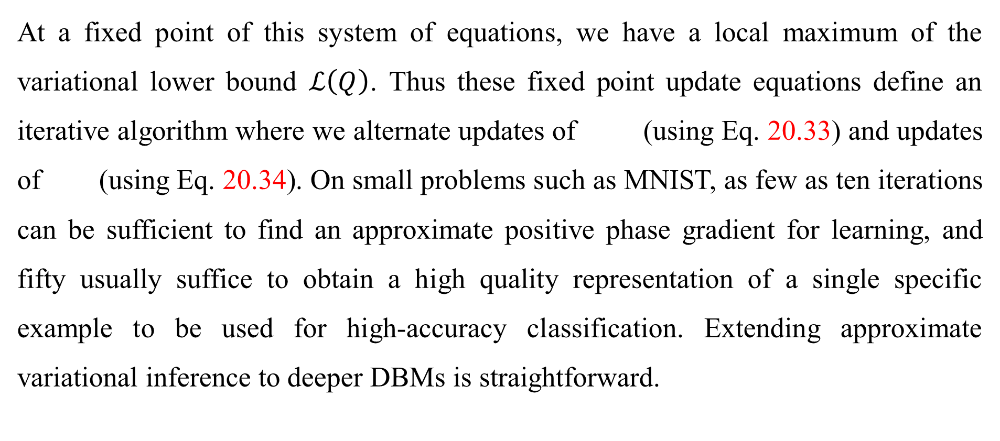 At a fixed point of this system of equations, we have a local maximum of the
variational lower bound ℒ(Q). Thus these fixed point update equations define an
iterative algorithm where we alternate updates of (using Eq. 20.33) and updates
of (using Eq. 20.34). On small problems such as MNIST, as few as ten iterations
can be sufficient to find an approximate positive phase gradient for learning, and
fifty usually suffice to obtain a high quality representation of a single specific
example to be used for high-accuracy classification. Extending approximate
variational inference to deeper DBMs is straightforward.